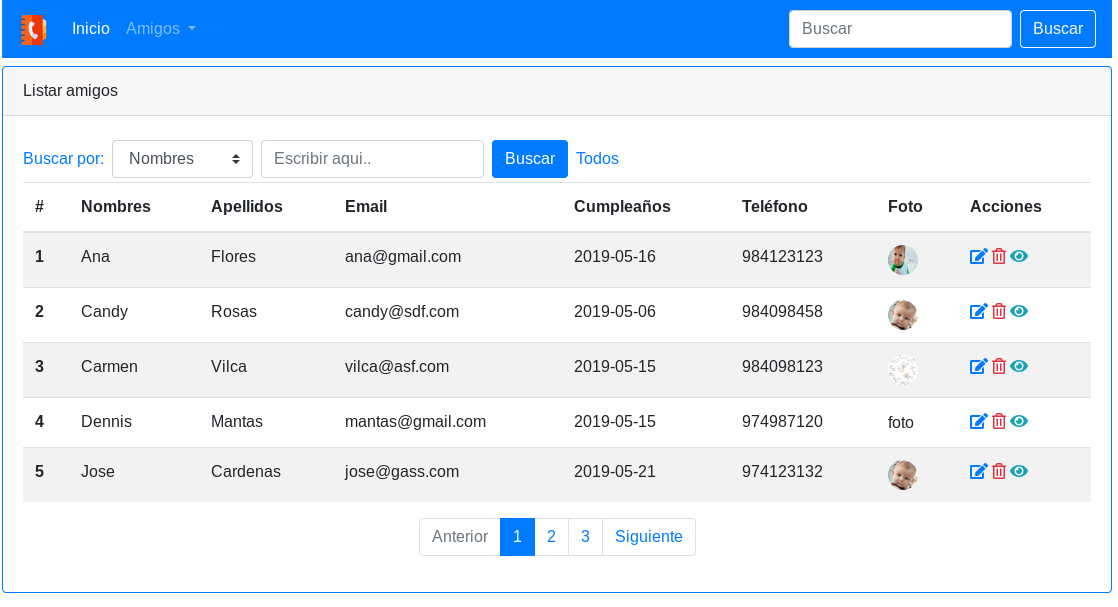 Inicio Amigos Buscar Buscar
Listar amigos
Buscar por: Nombres Escribir aqui.. Buscar Todos
# Nombres Apellidos Email Cumpleaños Teléfono Foto Acciones
1 Ana Flores ana@gmail.com 2019-05-16 984123123
2 Candy Rosas candy@sdf.com 2019-05-06 984098458
3 Carmen Vilca vilca@asf.com 2019-05-15 984098123
4 Dennis Mantas mantas@gmail.com 2019-05-15 974987120 foto
5 Jose Cardenas jose@gass.com 2019-05-21 974123132
Anterior 1 2 3 Siguiente